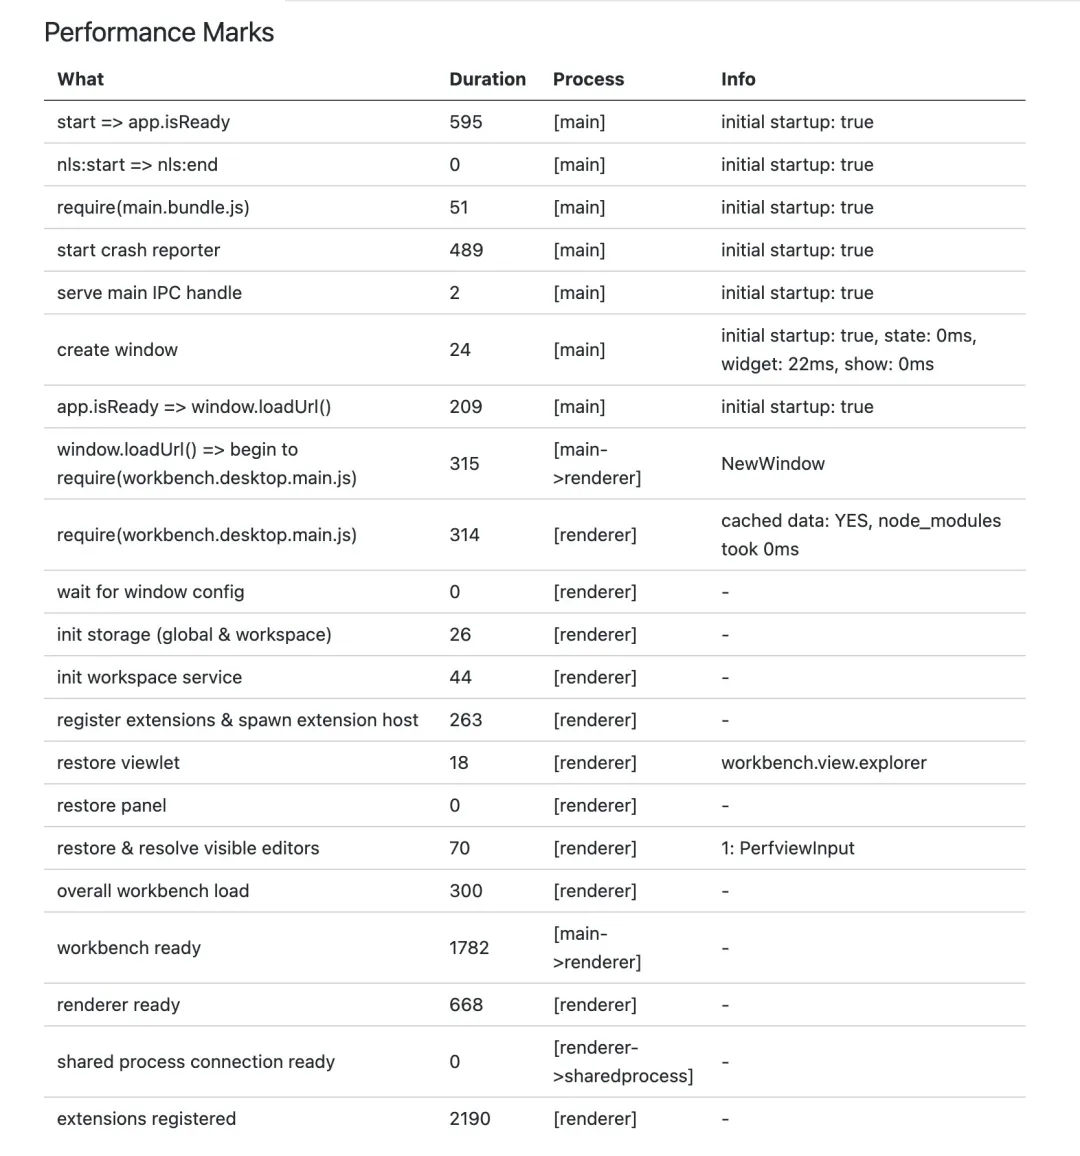 Performance Marks
What Duration Process Info
start => app.isReady 595 [main] initial startup: true
nls:start => nls:end 0 [main] initial startup: true
require(main.bundle.js) 51 [main] initial startup: true
start crash reporter 489 [main] initial startup: true
serve main IPC handle 2 [main] initial startup: true
create window 24 [main] initial startup: true, state: 0ms,
widget: 22ms, show: 0ms
app.isReady => window.loadUrl() 209 [main] initial startup: true
window.loadUrl() => begin to
require(workbench.desktop.main.js) 315 [main-
>renderer] NewWindow
require(workbench.desktop.main.js) 314 [renderer] cached data: YES, node_modules
took 0ms
wait for window config 0 [renderer] -
init storage (global & workspace) 26 [renderer] -
init workspace service 44 [renderer] -
register extensions & spawn extension host 263 [renderer] -
restore viewlet 18 [renderer] workbench.view.explorer
restore panel 0 [renderer] -
restore & resolve visible editors 70 [renderer] 1: PerfviewInput
overall workbench load 300 [renderer] -
workbench ready 1782 [main-
>renderer] -
renderer ready 668 [renderer] -
shared process connection ready 0 [renderer-
>sharedprocess] -
extensions registered 2190 [renderer] -